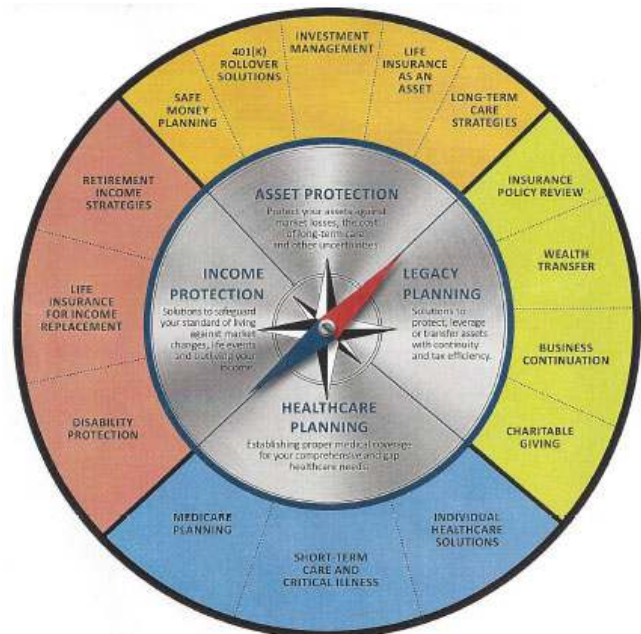 401(K)
ROLLOVER
SOLUTIONS
INVESTMENT
MANAGEMENT
LIFE
INSURANCE
AS AN
ASSET
SAFE
MONEY
PLANNING
LONG-TERM
CARE
STRATEGIES
RETIREMENT
INCOME
STRATEGIES
INSURANCE
POLICY REVIEW
LIFE
INSURANCE
FOR INCOME
REPLACEMENT
WEALTH
TRANSFER
DISABILITY
PROTECTION
BUSINESS
CONTINUATION
CHARITABLE
GIVING
MEDICARE
PLANNING
SHORT-TERM
CARE AND
CRITICAL ILLNESS
INDIVIDUAL
HEALTHCARE
SOLUTIONS
ASSET PROTECTION
Protect your assets against
market losses, the cost
of long-term care
and other uncertainties.
INCOME
PROTECTION
Solutions to safeguard
your standard of living
against market
changes, life events
and outliving your
income.
LEGACY
PLANNING
Solutions to
protect, leverage
or transfer assets
with continuity
and tax efficiency.
HEALTHCARE
PLANNING
Establishing proper medical coverage
for your comprehensive and gap
healthcare needs.